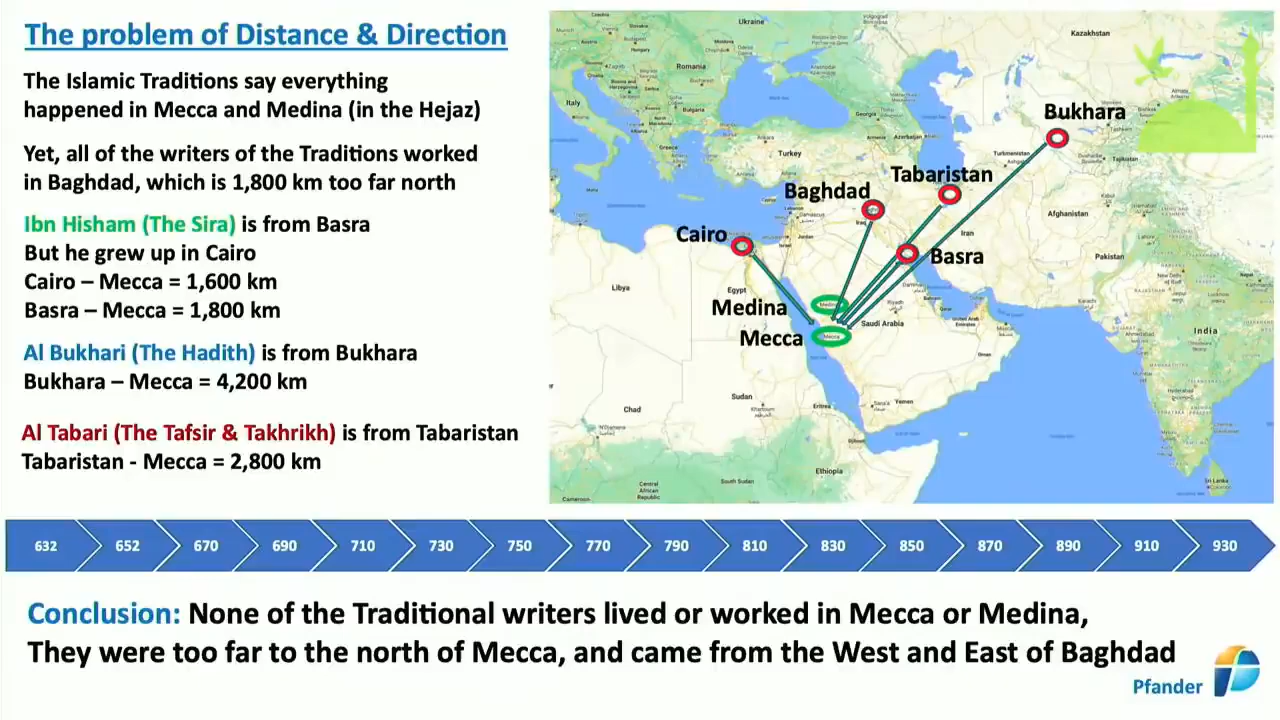 The problem of Distance & Direction
The Islamic Traditions say everything
happened in Mecca and Medina (in the Hejaz)
Yet, all of the writers of the Traditions worked
in Baghdad, which is 1,800 km too far north
Ibn Hisham (The Sira) is from Basra
But he grew up in Cairo
Cairo – Mecca = 1,600 km
Basra – Mecca = 1,800 km
Al Bukhari (The Hadith) is from Bukhara
Bukhara – Mecca = 4,200 km
Al Tabari (The Tafsir & Takhrikh) is from Tabaristan
Tabaristan - Mecca = 2,800 km
Ukraine
Kazakhstan
Romania
Italy
Bukhara
Turkey
Tabaristan
Baghdad
Afghanistan
Cairo
Iran
Basra
Pakistan
Libya
Egypt
Medina
Saudi Arabia
Mecca
India
Oman
Sudan
Chad
Eritrea
Yemen
Ethiopia
South Sudan
Central
African
Republic
Cameroon
Sri Lanka
632 652 670 690 710 730 750 770 790 810 830 850 870 890 910 930
Conclusion: None of the Traditional writers lived or worked in Mecca or Medina,
They were too far to the north of Mecca, and came from the West and East of Baghdad
Pfander